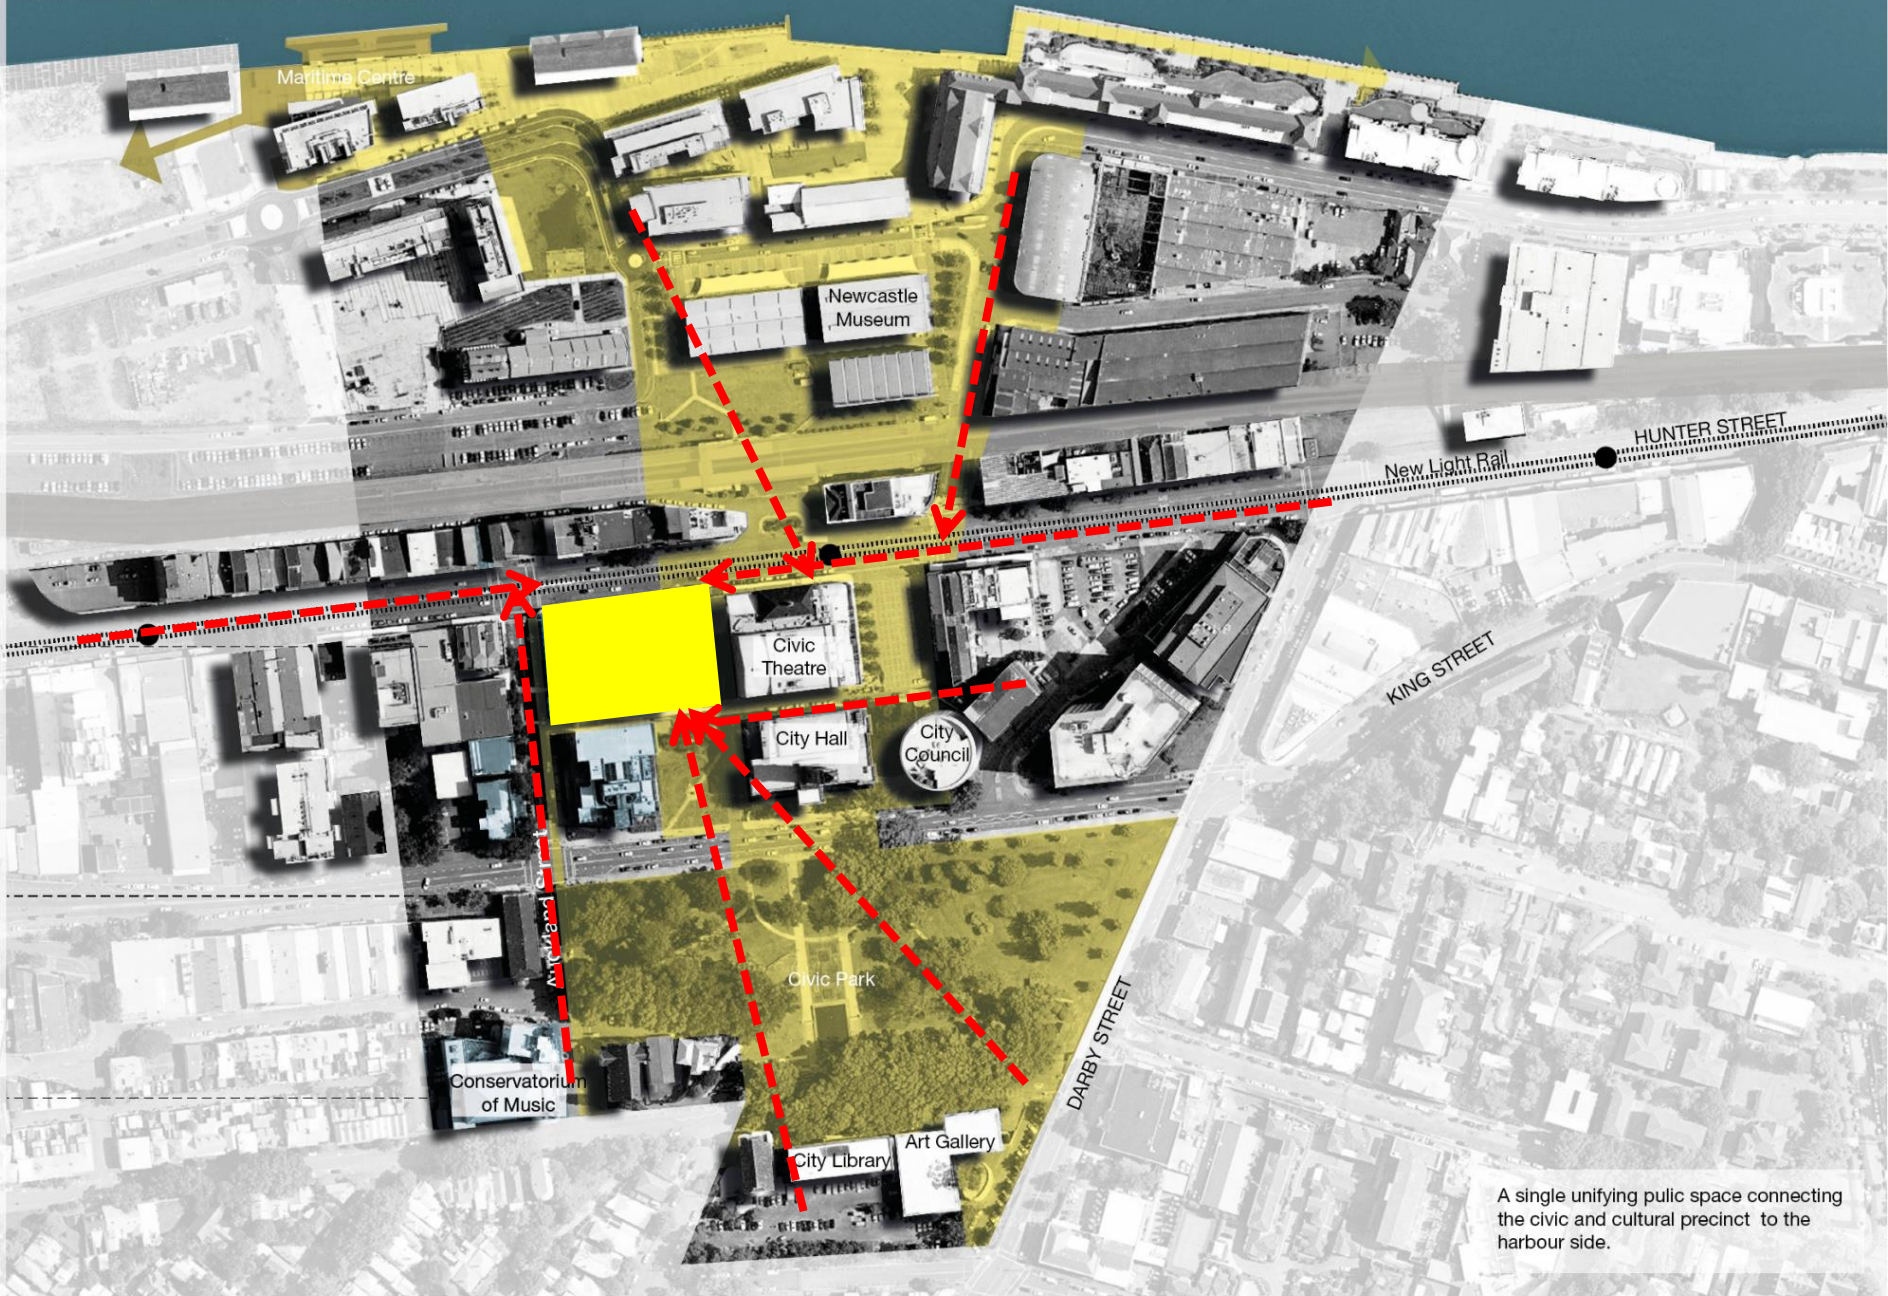 Maritime Centre
Newcastle
Museum
HUNTER STREET
New Light Rail
Civic
Theatre
KING STREET
City Hall
City
Council
Auckland Street
Civic Park
DARBY STREET
Conservatorium
of Music
Art Gallery
City Library
A single unifying pulic space connecting
the civic and cultural precinct to the
harbour side.